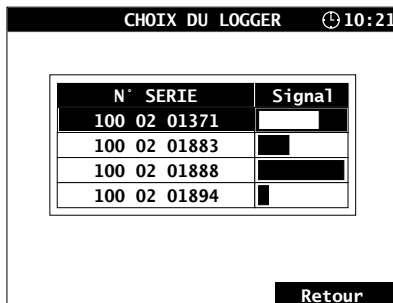 CHOIX DU LOGGER 10:21
N° SERIE Signal
100 02 01371
100 02 01883
100 02 01888
100 02 01894
Retour